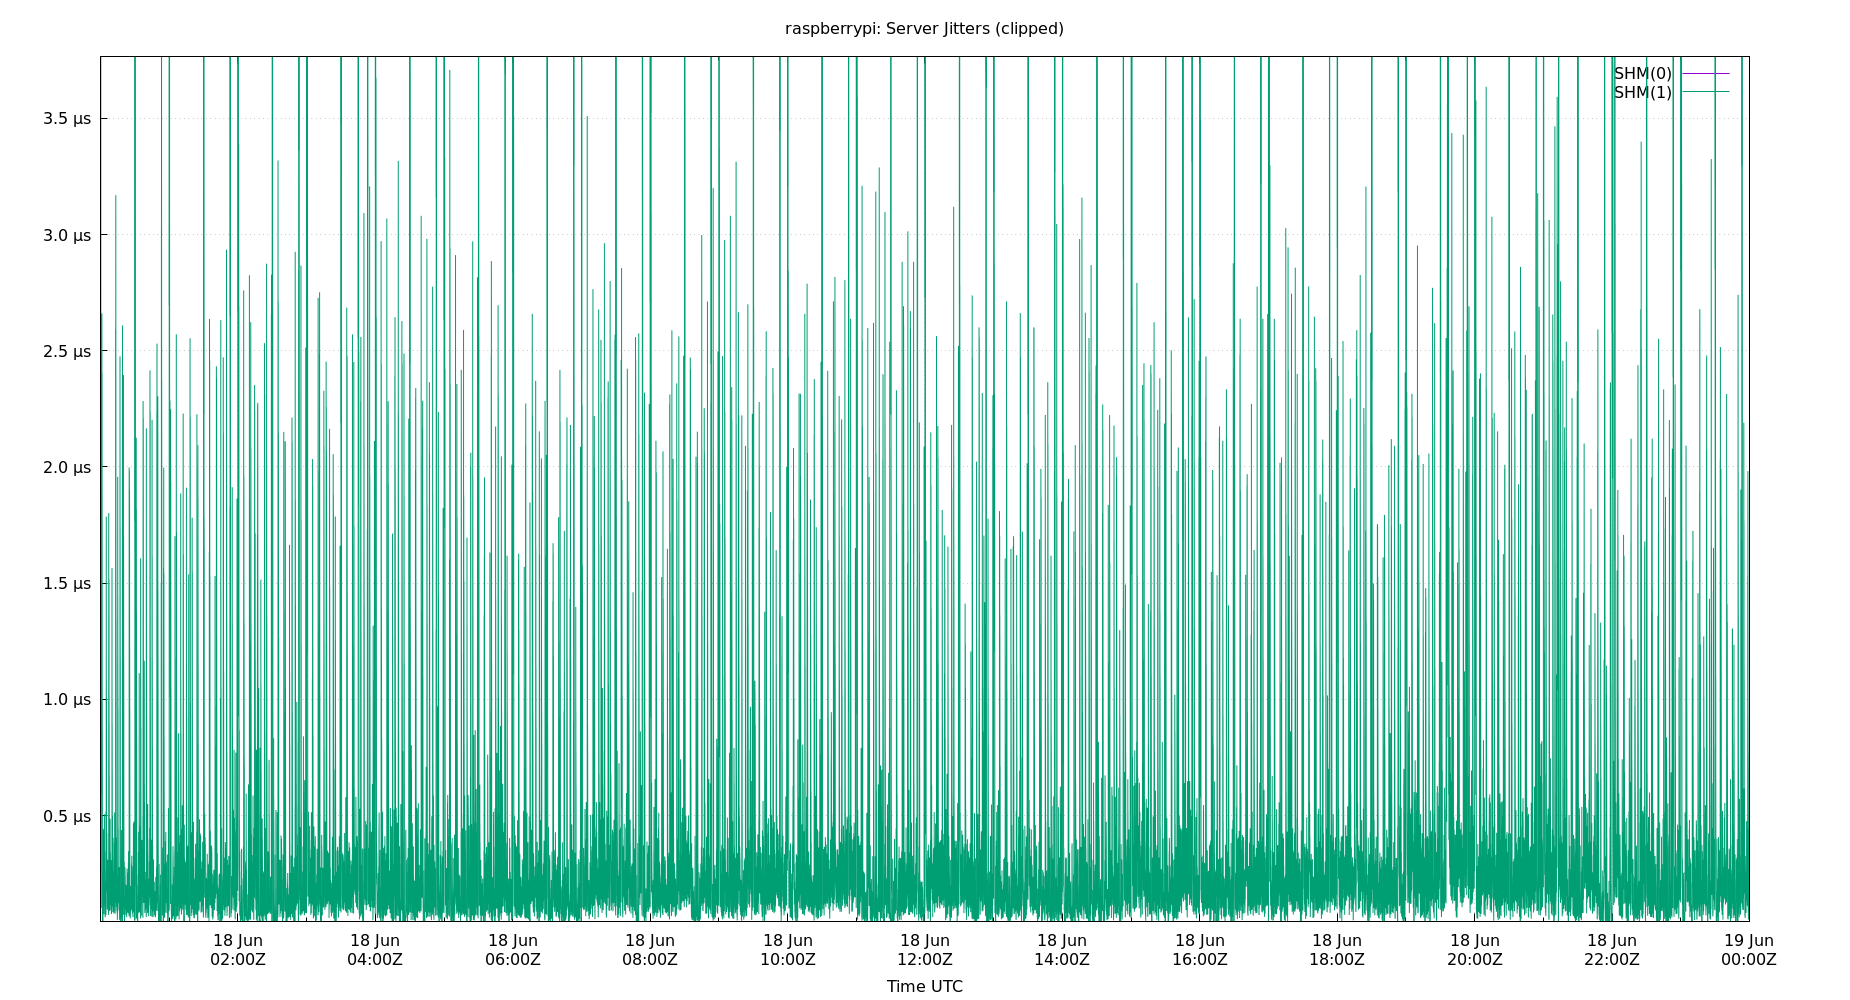 raspberrypi: Server Jitters (clipped)
SHM(0)
SHM(1)
3.5 µs
3.0 µs
2.5 µs
2.0 µs
1.5 µs
1.0 µs
0.5 µs
18 Jun 18 Jun 18 Jun 18 Jun 18 Jun 18 Jun 18 Jun 18 Jun 18 Jun 18 Jun 18 Jun 19 Jun
02:00Z 04:00Z 06:00Z 08:00Z 10:00Z 12:00Z 14:00Z 16:00Z 18:00Z 20:00Z 22:00Z 00:00Z
Time UTC